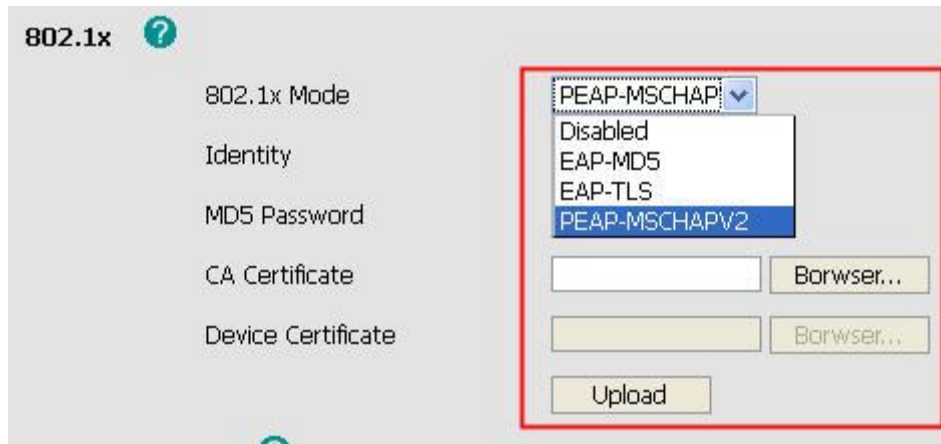 802.1x ?
802.1x Mode PEAP-MSCHAP
Disabled
Identity EAP-MD5
EAP-TLS
MD5 Password PEAP-MSCHAPV2
CA Certificate Borwser...
Device Certificate Borwser...
Upload